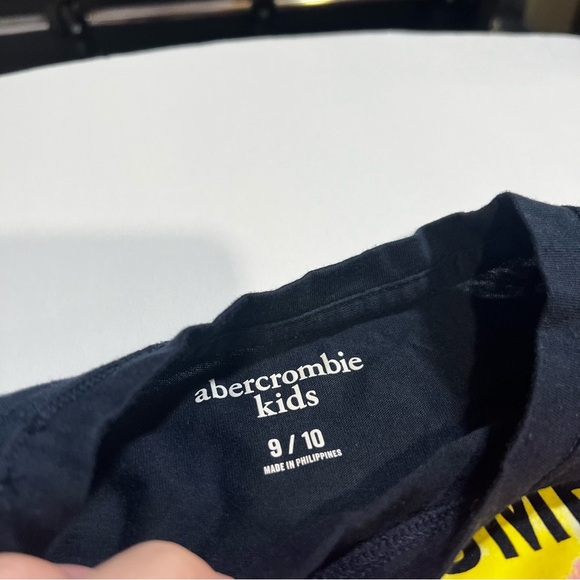 abercrombie
kids
9 / 10
MADE IN PHILIPPINES